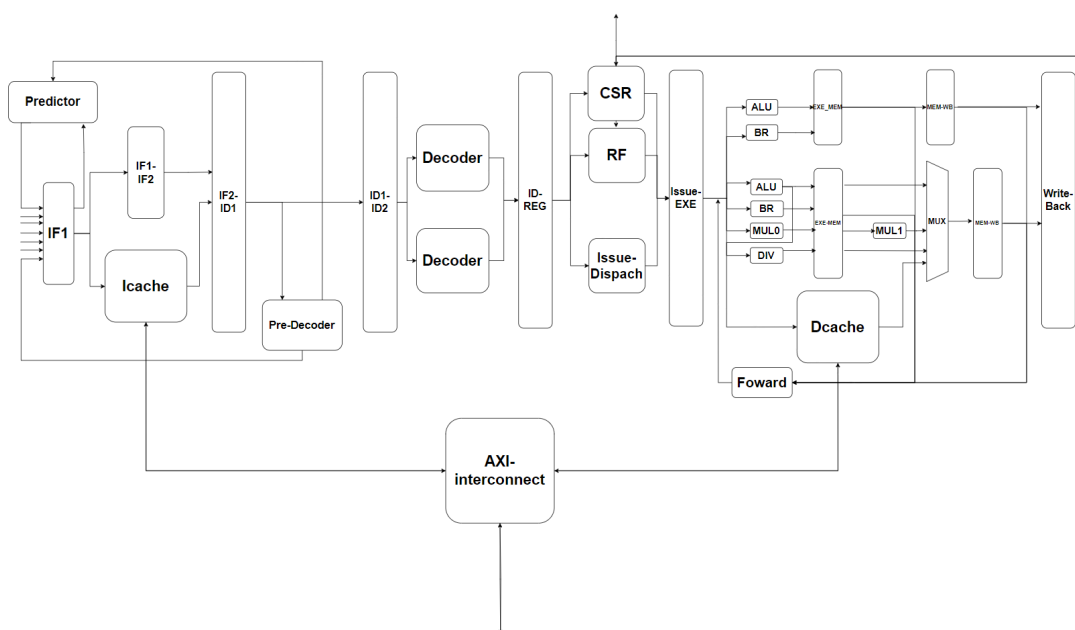 Predictor
IF1
IF1-
IF2
Icache
IF2-
ID1
Pre-Decoder
ID1-
ID2
Decoder
Decoder
ID-
REG
CSR
RF
Issue-
Dispach
Issue-
EXE
ALU
BR
EXE_MEM
MEM-WB
ALU
BR
MUL0
DIV
EXE-MEM
MUL1
MUX
MEM-WB
Write-
Back
Dcache
Foward
AXI-
interconnect